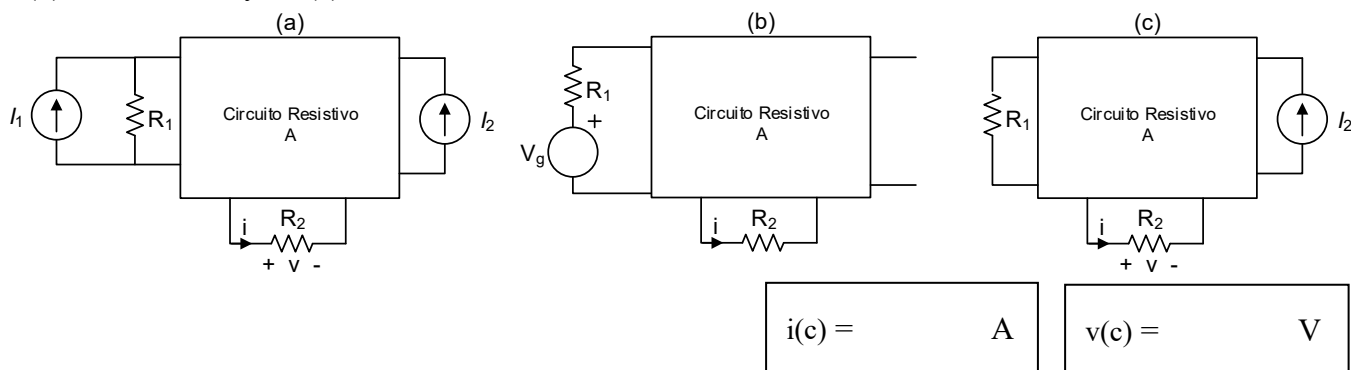 (a)
I1
R1
Circuito Resistivo
A
I2
i
R2
+ v -
(b)
R1
+
Vg
Circuito Resistivo
A
i
R2
(c)
R1
Circuito Resistivo
A
I2
i
R2
+ v -
i(c) = A
v(c) = V